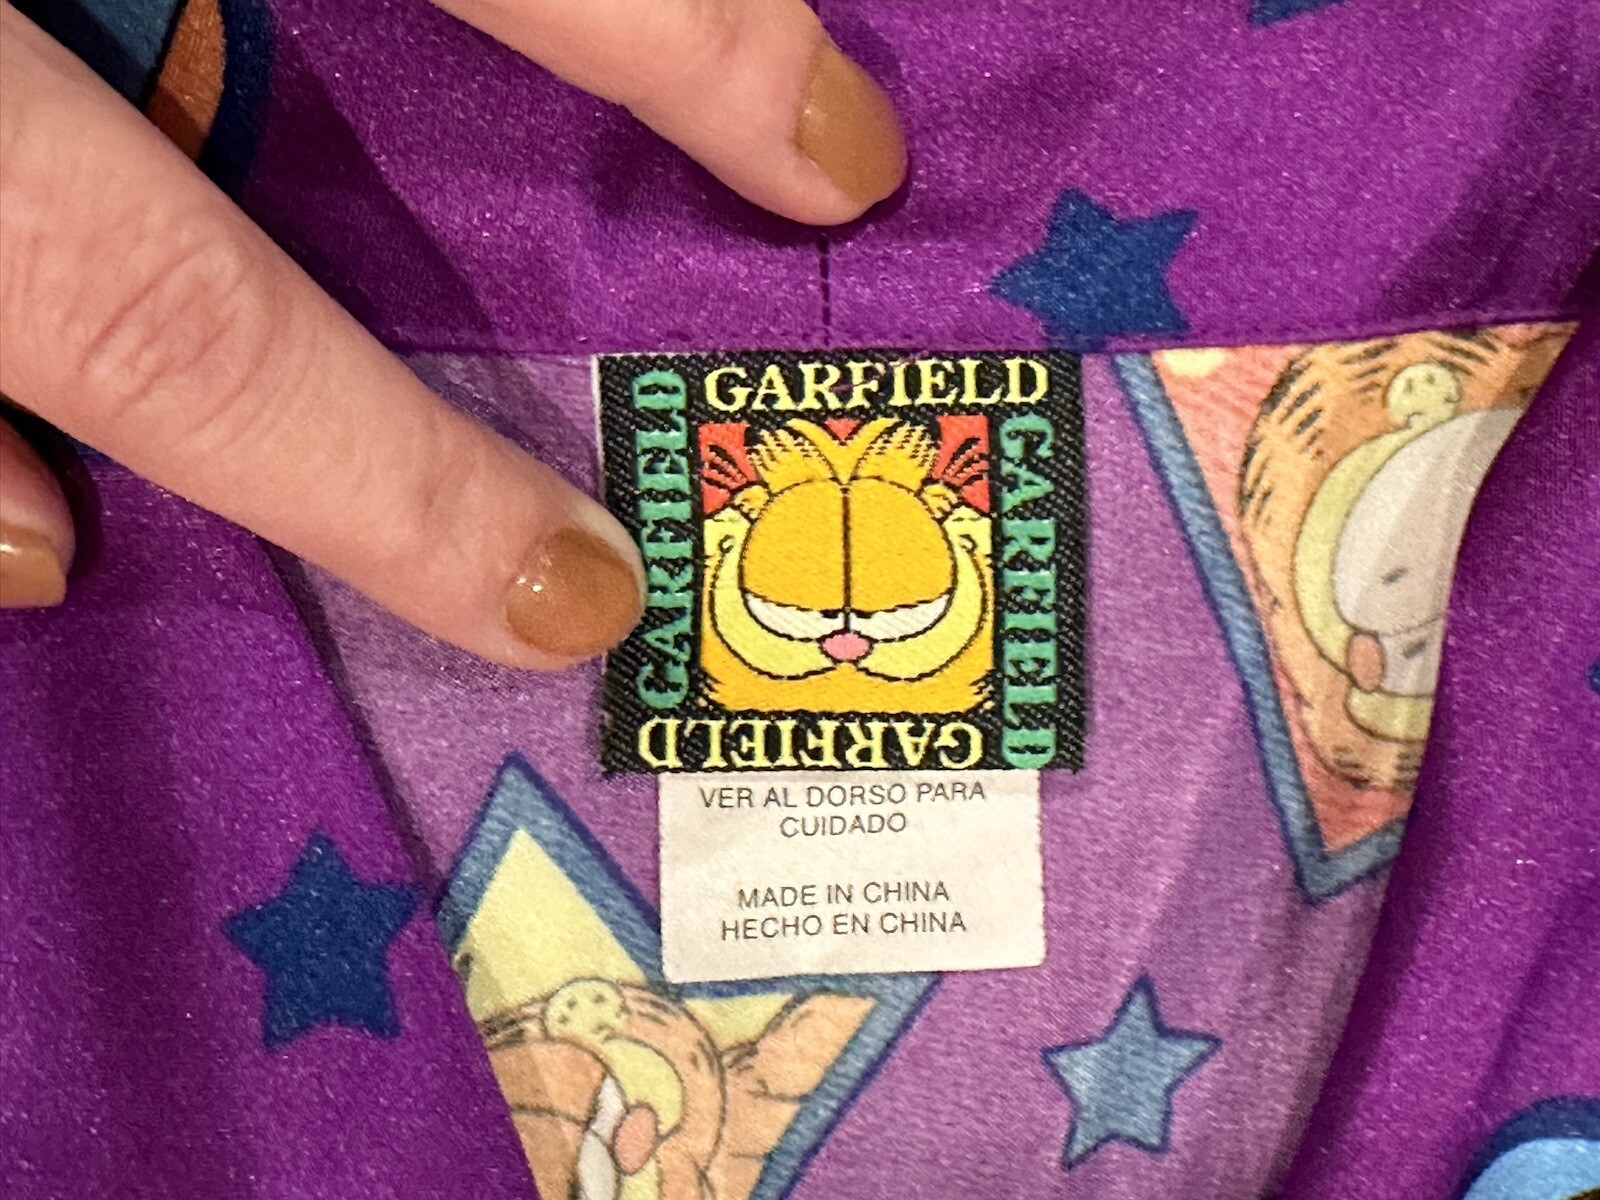 GARFIELD
GARFIELD
GARFIELD
GARFIELD
VER AL DORSO PARA
CUIDADO
MADE IN CHINA
HECHO EN CHINA